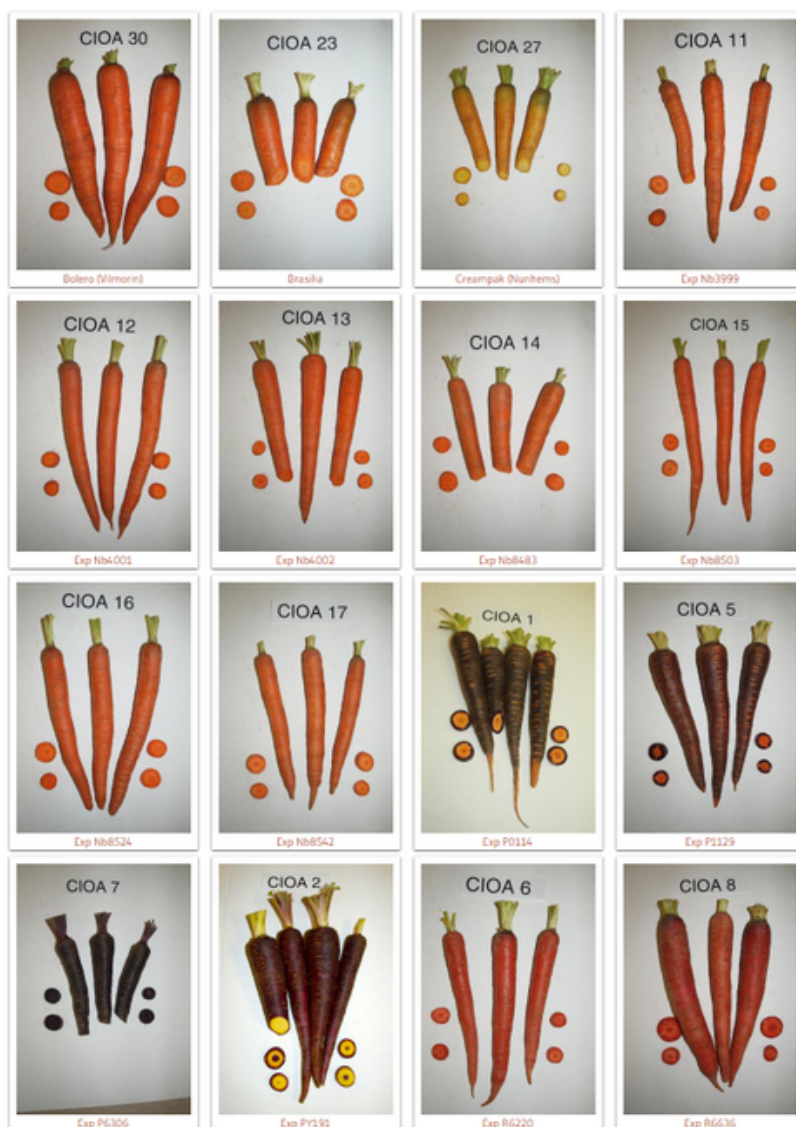 CIOA 30
CIOA 23
CIOA 27
CIOA 11
Bolero (Vilmorin)
Brasilia
Creampak (Nunhems)
Exp Nb3999
CIOA 12
CIOA 13
CIOA 14
CIOA 15
Exp Nb4001
Exp Nb4002
Exp Nb8483
Exp Nb8503
CIOA 16
CIOA 17
CIOA 1
CIOA 5
Exp Nb8524
Exp Nb8542
Exp P0114
Exp P1129
CIOA 7
CIOA 2
CIOA 6
CIOA 8
Exp P6306
Exp PY191
Exp R6220
Exp R6636